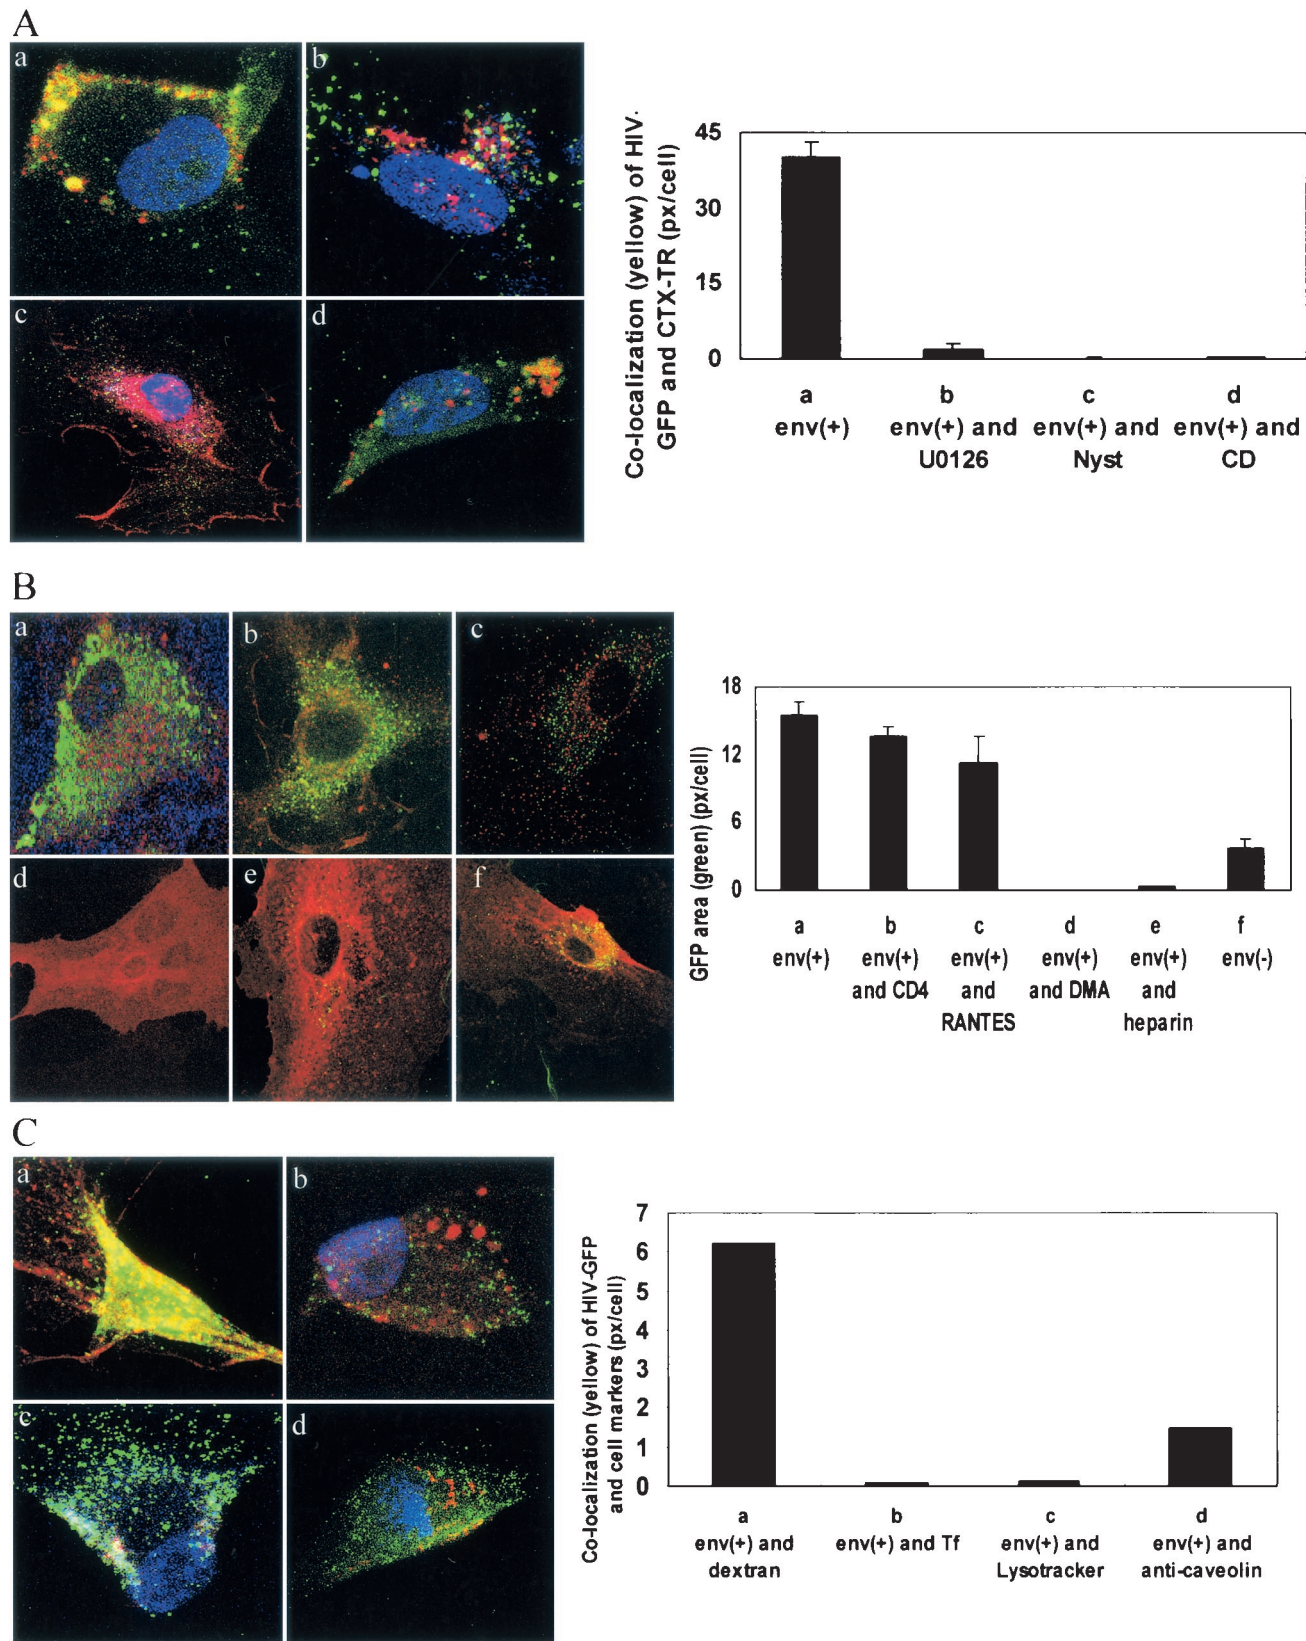 A
a
b
c
d
Co-localization (yellow) of HIV-
GFP and CTX-TR (px/cell)
45
30
15
0
a b c d
env(+) env(+) and env(+) and env(+) and
U0126 Nyst CD
B
a
b
c
d
e
f
GFP area (green) (px/cell)
18
12
6
0
a b c d e f
env(+) env(+) env(+) env(+) env(+) env(-)
and CD4 and and DMA and
RANTES heparin
C
a
b
c
d
Co-localization (yellow) of HIV-GFP
and cell markers (px/cell)
7
6
5
4
3
2
1
0
a b c d
env(+) and env(+) and Tf env(+) and env(+) and
dextran Lysotracker anti-caveolin